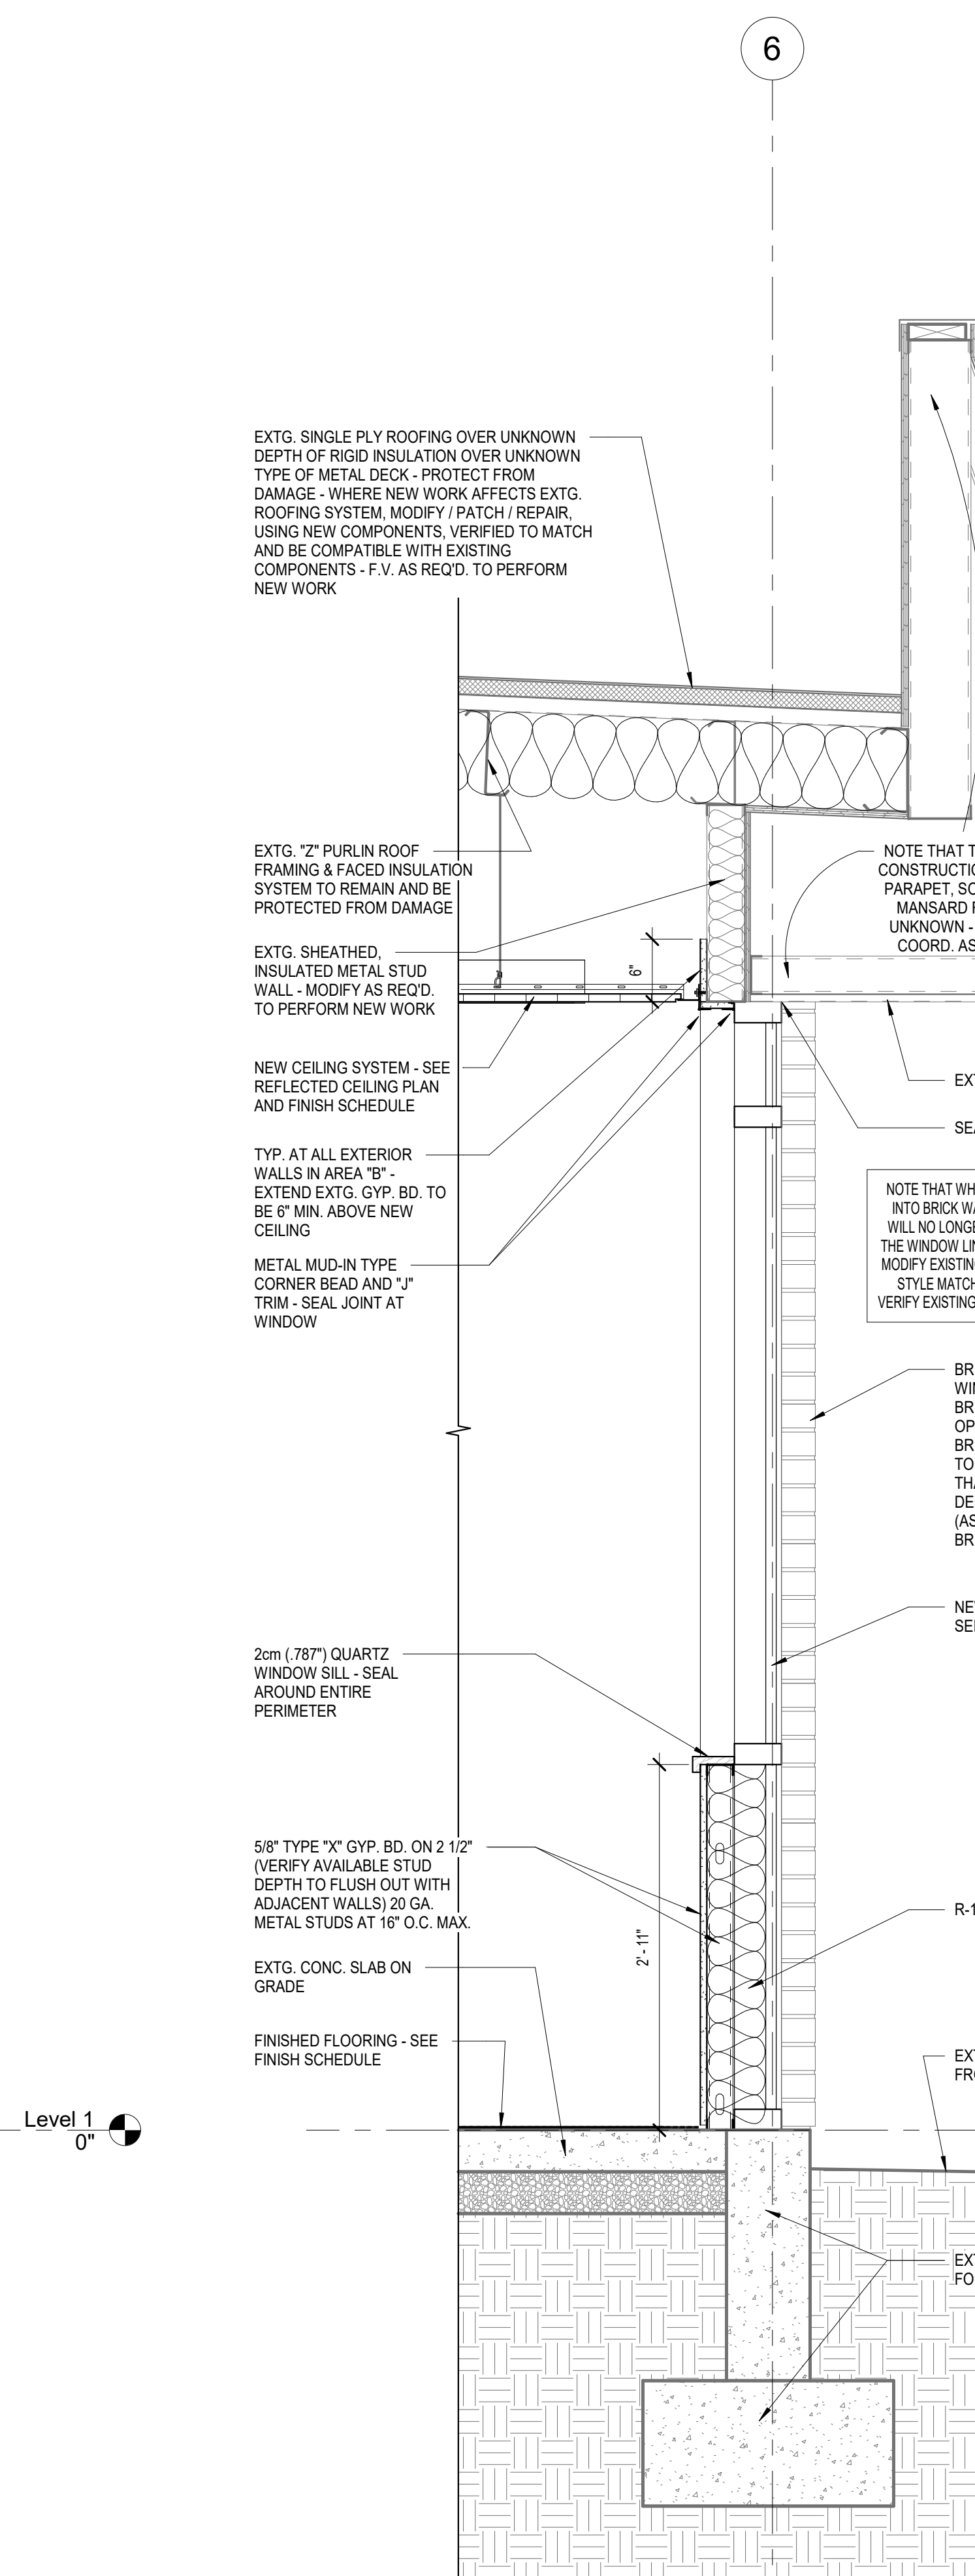 6
EXTG. SINGLE PLY ROOFING OVER UNKNOWN
DEPTH OF RIGID INSULATION OVER UNKNOWN
TYPE OF METAL DECK - PROTECT FROM
DAMAGE - WHERE NEW WORK AFFECTS EXTG.
ROOFING SYSTEM, MODIFY / PATCH / REPAIR,
USING NEW COMPONENTS, VERIFIED TO MATCH
AND BE COMPATIBLE WITH EXISTING
COMPONENTS - F.V. AS REQ'D. TO PERFORM
NEW WORK
EXTG. "Z" PURLIN ROOF
FRAMING & FACED INSULATION
SYSTEM TO REMAIN AND BE
PROTECTED FROM DAMAGE
EXTG. SHEATHED,
INSULATED METAL STUD
WALL - MODIFY AS REQ'D.
TO PERFORM NEW WORK
NEW CEILING SYSTEM - SEE
REFLECTED CEILING PLAN
AND FINISH SCHEDULE
TYP. AT ALL EXTERIOR
WALLS IN AREA "B" -
EXTEND EXTG. GYP. BD. TO
BE 6" MIN. ABOVE NEW
CEILING
METAL MUD-IN TYPE
CORNER BEAD AND "J"
TRIM - SEAL JOINT AT
WINDOW
2cm (.787") QUARTZ
WINDOW SILL - SEAL
AROUND ENTIRE
PERIMETER
5/8" TYPE "X" GYP. BD. ON 2 1/2"
(VERIFY AVAILABLE STUD
DEPTH TO FLUSH OUT WITH
ADJACENT WALLS) 20 GA.
METAL STUDS AT 16" O.C. MAX.
EXTG. CONC. SLAB ON
GRADE
FINISHED FLOORING - SEE
FINISH SCHEDULE
Level 1
0"
6"
2' - 11"
NOTE THAT T
CONSTRUCTIO
PARAPET, SO
MANSARD
UNKNOWN -
COORD. AS
EXT
SEA
NOTE THAT WH
INTO BRICK WA
WILL NO LONGE
THE WINDOW LIN
MODIFY EXISTING
STYLE MATCH
VERIFY EXISTING
BR
WIN
BR
OP
BR
TO
THA
DE
(AS
BR
NEW
SE
R-1
EXT
FRO
EXT
FO